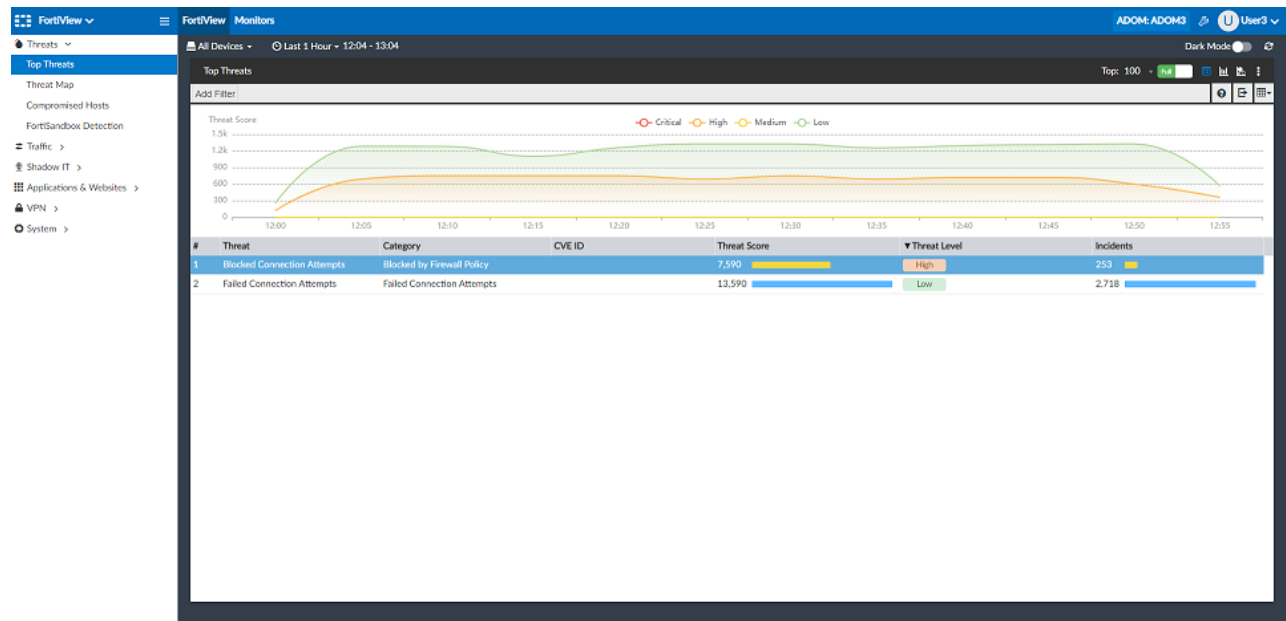 FortiView FortiView Monitors ADOM: ADOM3 U User3
Threats
Top Threats
Threat Map
Compromised Hosts
FortiSandbox Detection
Traffic
Shadow IT
Applications & Websites
VPN
System
All Devices Last 1 Hour 12:04 - 13:04 Dark Mode
Top Threats Top: 100 Full
Add Filter
Threat Score
Critical High Medium Low
1.5k
1.2k
900
600
300
0
12:00 12:05 12:10 12:15 12:20 12:25 12:30 12:35 12:40 12:45 12:50 12:55
# Threat Category CVE ID Threat Score Threat Level Incidents
1 Blocked Connection Attempts Blocked by Firewall Policy 7,590 High 253
2 Failed Connection Attempts Failed Connection Attempts 13,590 Low 2,718